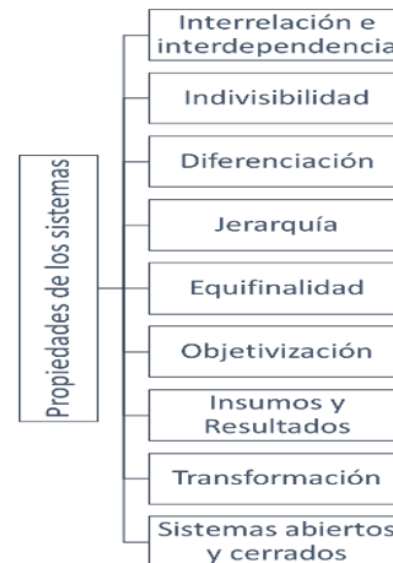 Propiedades de los sistemas
Interrelación e
interdependencia
Indivisibilidad
Diferenciación
Jerarquía
Equifinalidad
Objetivización
Insumos y
Resultados
Transformación
Sistemas abiertos
y cerrados